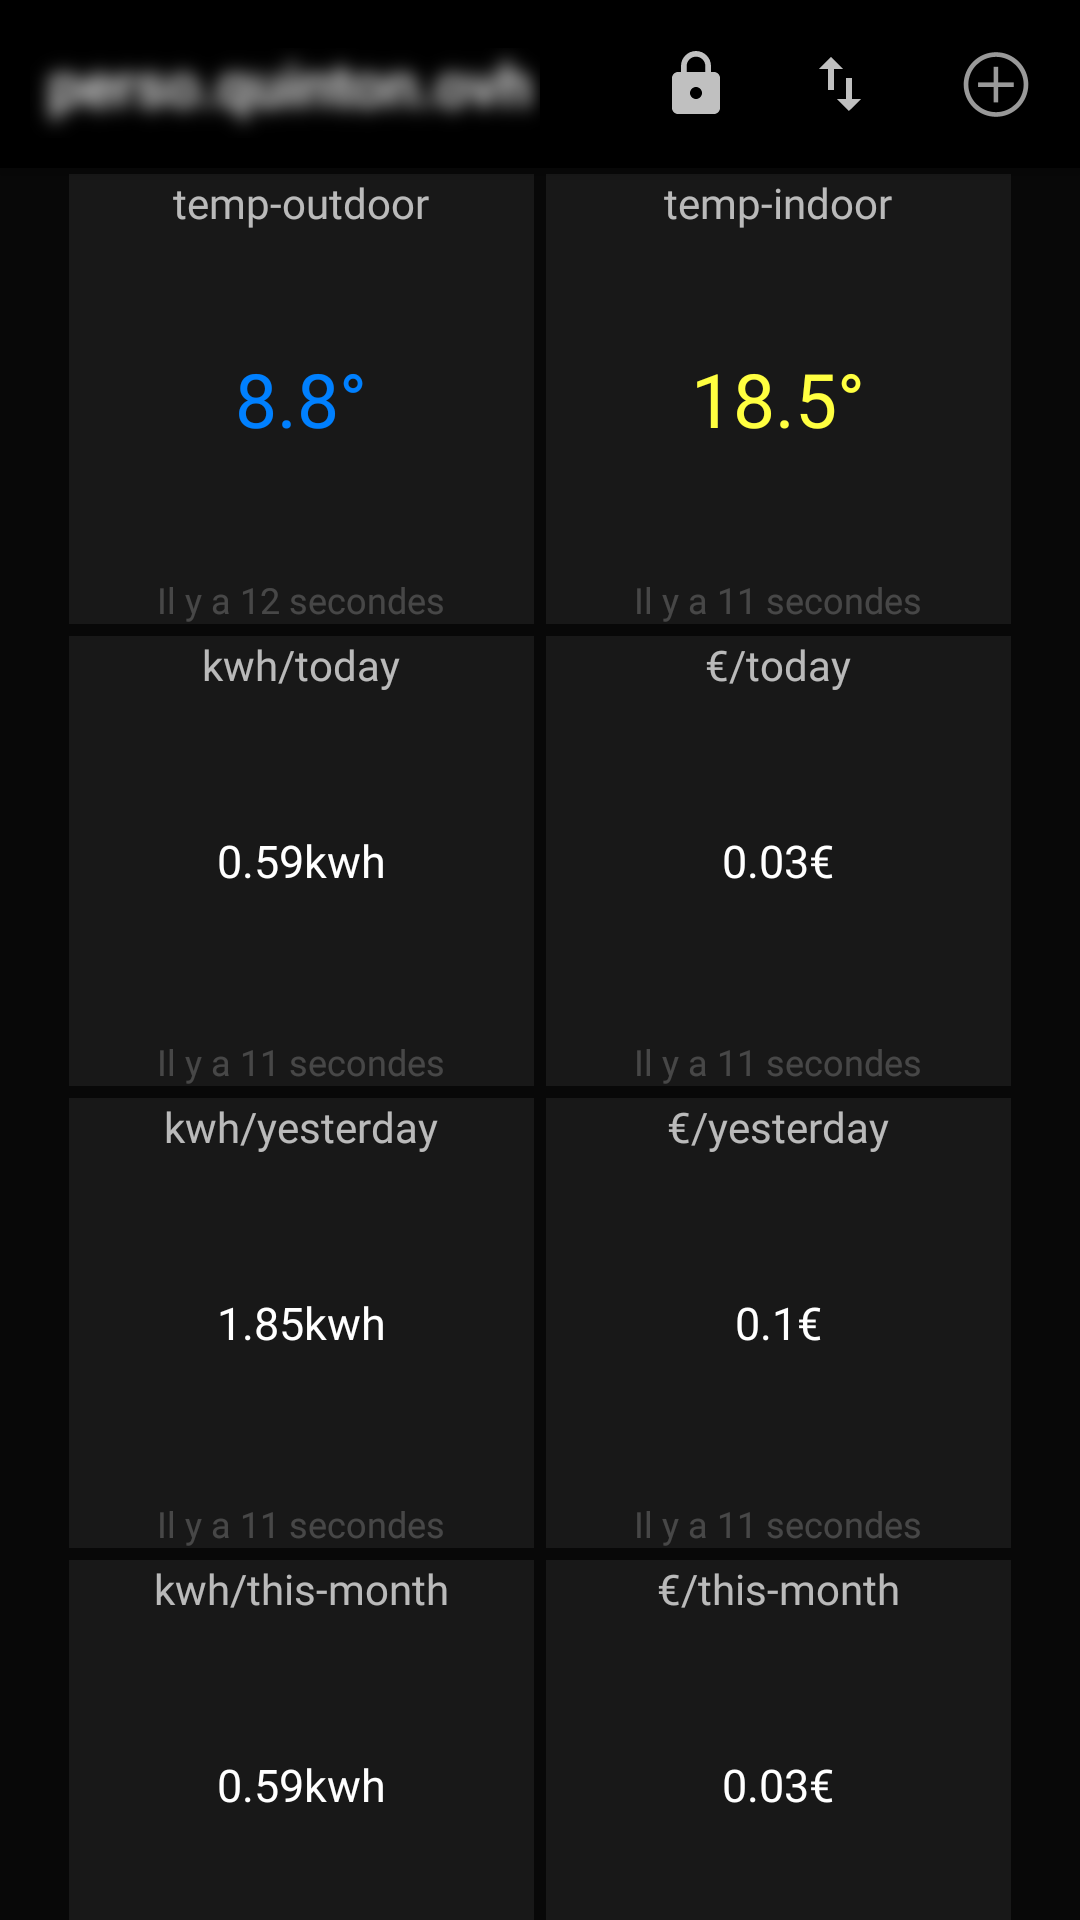 temp-outdoor temp-indoor
8.8° 18.5°
Il y a 12 secondes Il y a 11 secondes
kwh/today €/today
0.59kwh 0.03€
Il y a 11 secondes Il y a 11 secondes
kwh/yesterday €/yesterday
1.85kwh 0.1€
Il y a 11 secondes Il y a 11 secondes
kwh/this-month €/this-month
0.59kwh 0.03€